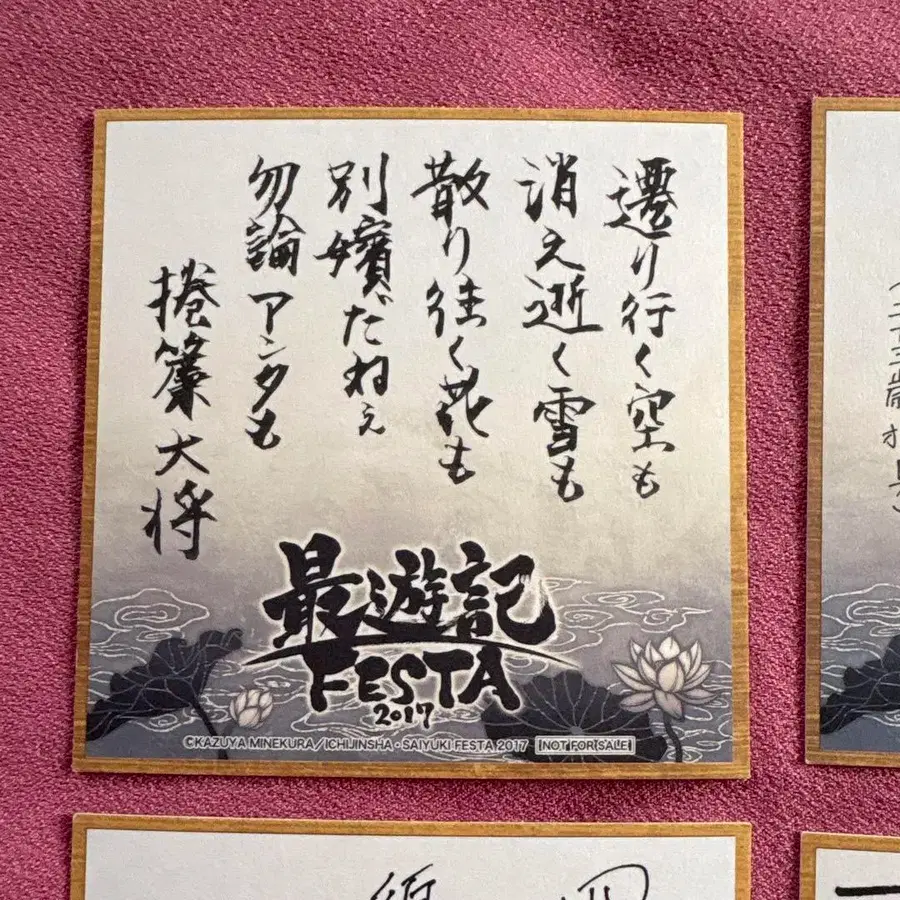 遷り行く空も
消え逝く雪も
散り往く花も
別嬪だねぇ
勿論アンタも
捲簾大将
最遊記
FESTA
2017
©KAZUYA MINEKURA/ICHIJINSHA・SAIYUKI FESTA 2017 [NOT FOR SALE]